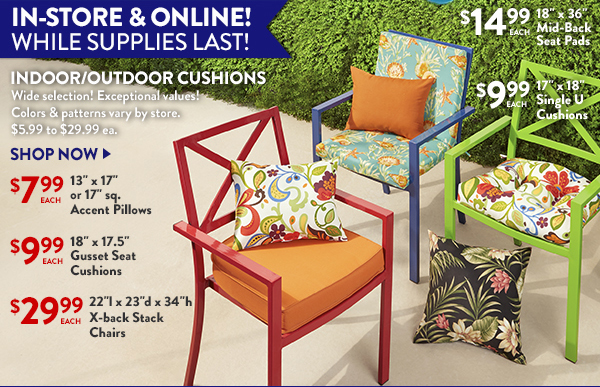 IN-STORE & ONLINE!
WHILE SUPPLIES LAST!
INDOOR/OUTDOOR CUSHIONS
Wide selection! Exceptional values!
Colors & patterns vary by store.
$5.99 to $29.99 ea.
SHOP NOW
$7.99 EACH
13" x 17"
or 17" sq.
Accent Pillows
$9.99 EACH
18" x 17.5"
Gusset Seat
Cushions
$29.99 EACH
22"l x 23"d x 34"h
X-back Stack
Chairs
$14.99 EACH
18" x 36"
Mid-Back
Seat Pads
$9.99 EACH
17" x 18"
Single U
Cushions